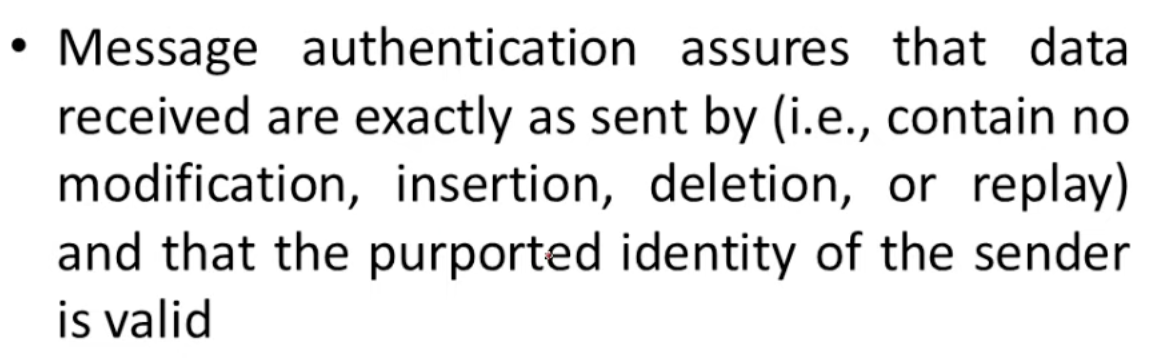 • Message authentication assures that data
received are exactly as sent by (i.e., contain no
modification, insertion, deletion, or replay)
and that the purported identity of the sender
is valid